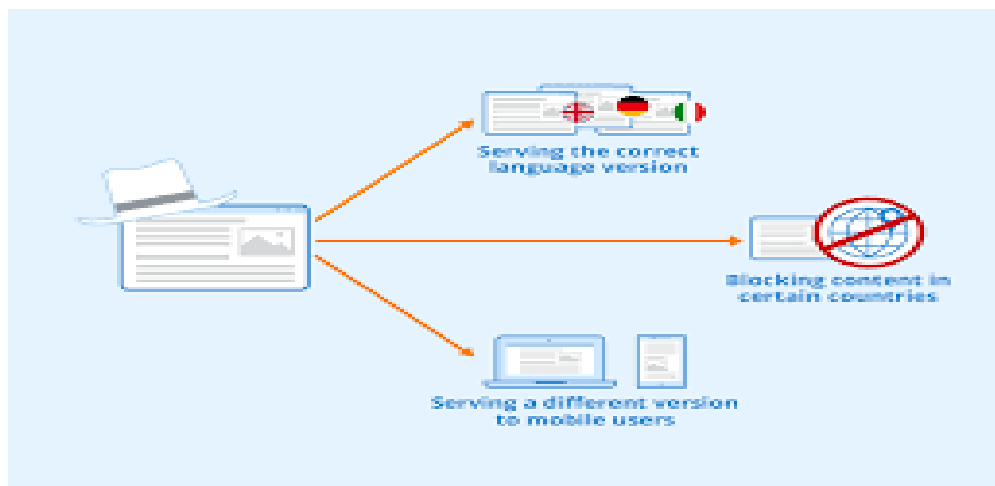 Serving the correct
language version
Blocking content in
certain countries
Serving a different version
to mobile users